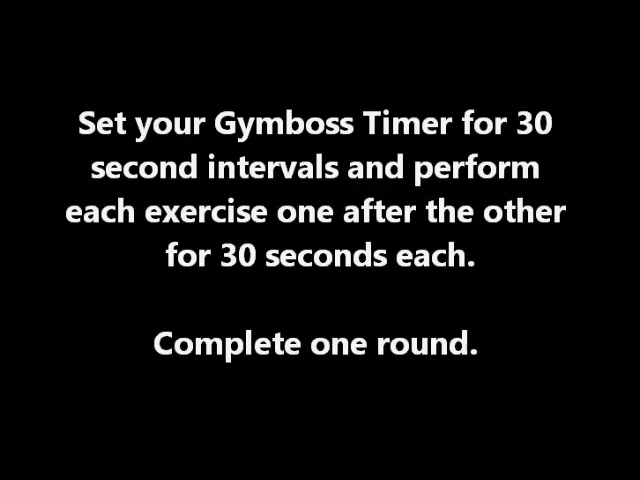 Set your Gymboss Timer for 30
second intervals and perform
each exercise one after the other
for 30 seconds each.
Complete one round.